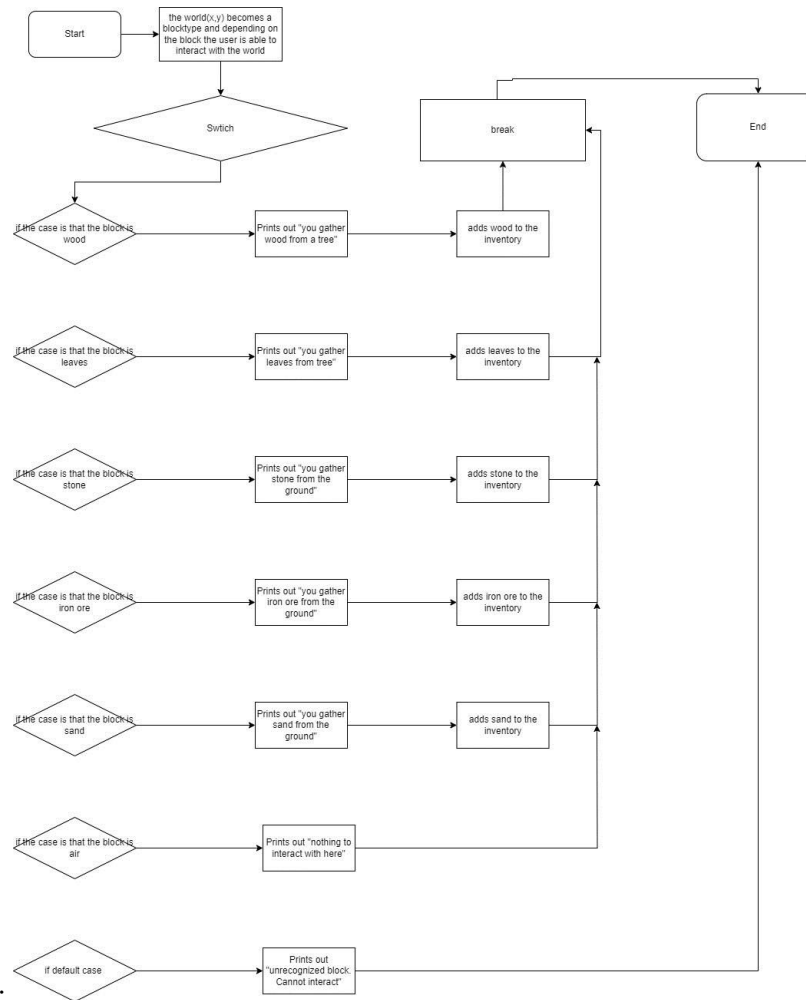 Start
the world(x,y) becomes a
blocktype and depending on
the block the user is able to
interact with the world
Swtich
break
End
if the case is that the block is
wood
Prints out "you gather
wood from a tree"
adds wood to the
inventory
if the case is that the block is
leaves
Prints out "you gather
leaves from tree"
adds leaves to the
inventory
if the case is that the block is
stone
Prints out "you gather
stone from the
ground"
adds stone to the
inventory
if the case is that the block is
iron ore
Prints out "you gather
iron ore from the
ground"
adds iron ore to the
inventory
if the case is that the block is
sand
Prints out "you gather
sand from the
ground"
adds sand to the
inventory
if the case is that the block is
air
Prints out "nothing to
interact with here"
if default case
Prints out
"unrecognized block.
Cannot interact"